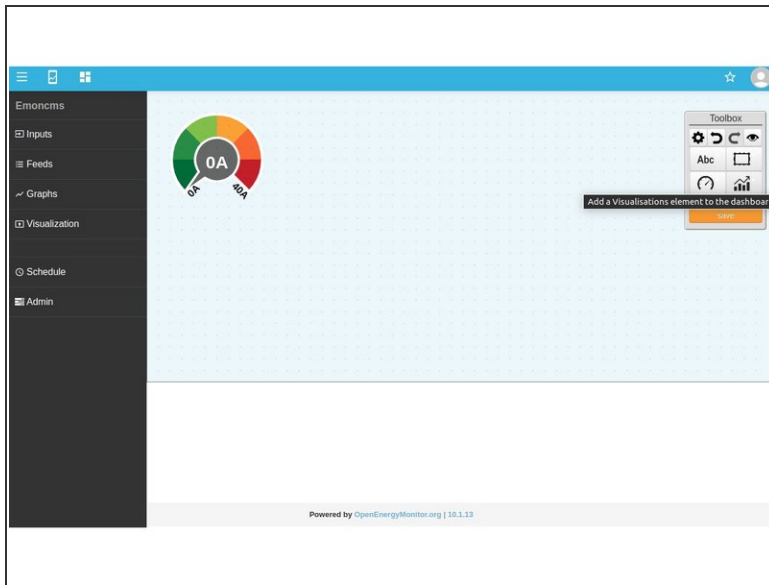 Emoncms
Toolbox
Inputs
0A
Abc
Feeds
0A 40A
Graphs
Add a Visualisations element to the dashboar
Visualization
save
Schedule
Admin
Powered by OpenEnergyMonitor.org | 10.1.13